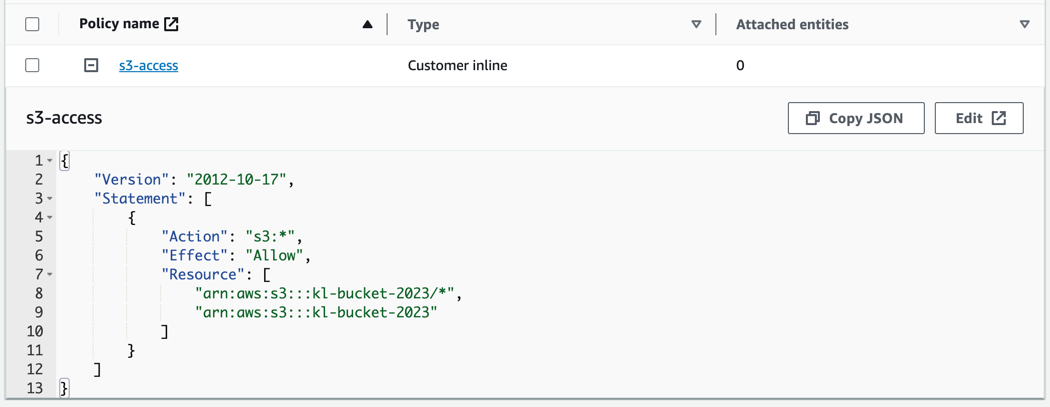 Policy name Type Attached entities
s3-access Customer inline 0
s3-access Copy JSON Edit
1 {
2 "Version": "2012-10-17",
3 "Statement": [
4 {
5 "Action": "s3:*",
6 "Effect": "Allow",
7 "Resource": [
8 "arn:aws:s3:::kl-bucket-2023/*",
9 "arn:aws:s3:::kl-bucket-2023"
10 ]
11 }
12 ]
13 }